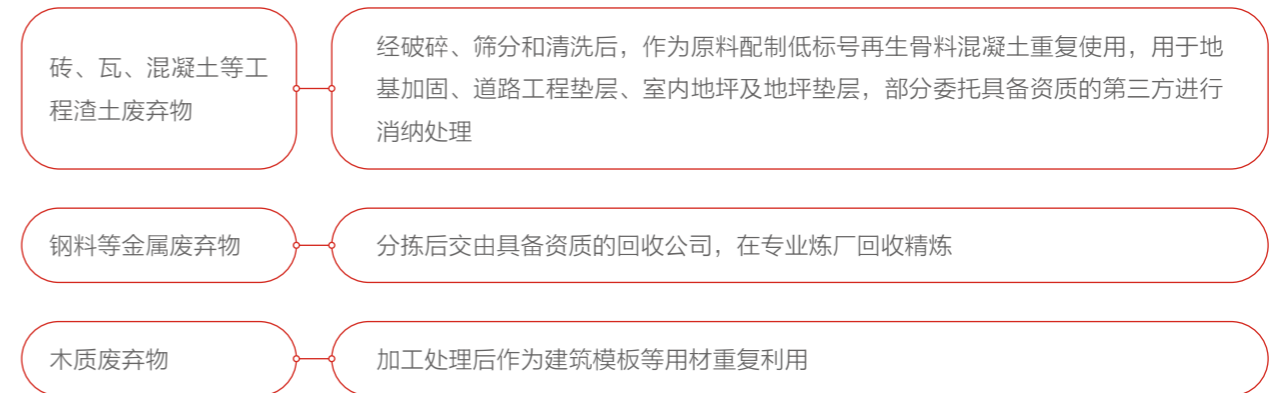 砖、瓦、混凝土等工
程渣土废弃物
经破碎、筛分和清洗后，作为原料配制低标号再生骨料混凝土重复使用，用于地
基加固、道路工程垫层、室内地坪及地坪垫层，部分委托具备资质的第三方进行
消纳处理
钢料等金属废弃物
分拣后交由具备资质的回收公司，在专业炼厂回收精炼
木质废弃物
加工处理后作为建筑模板等用材重复利用